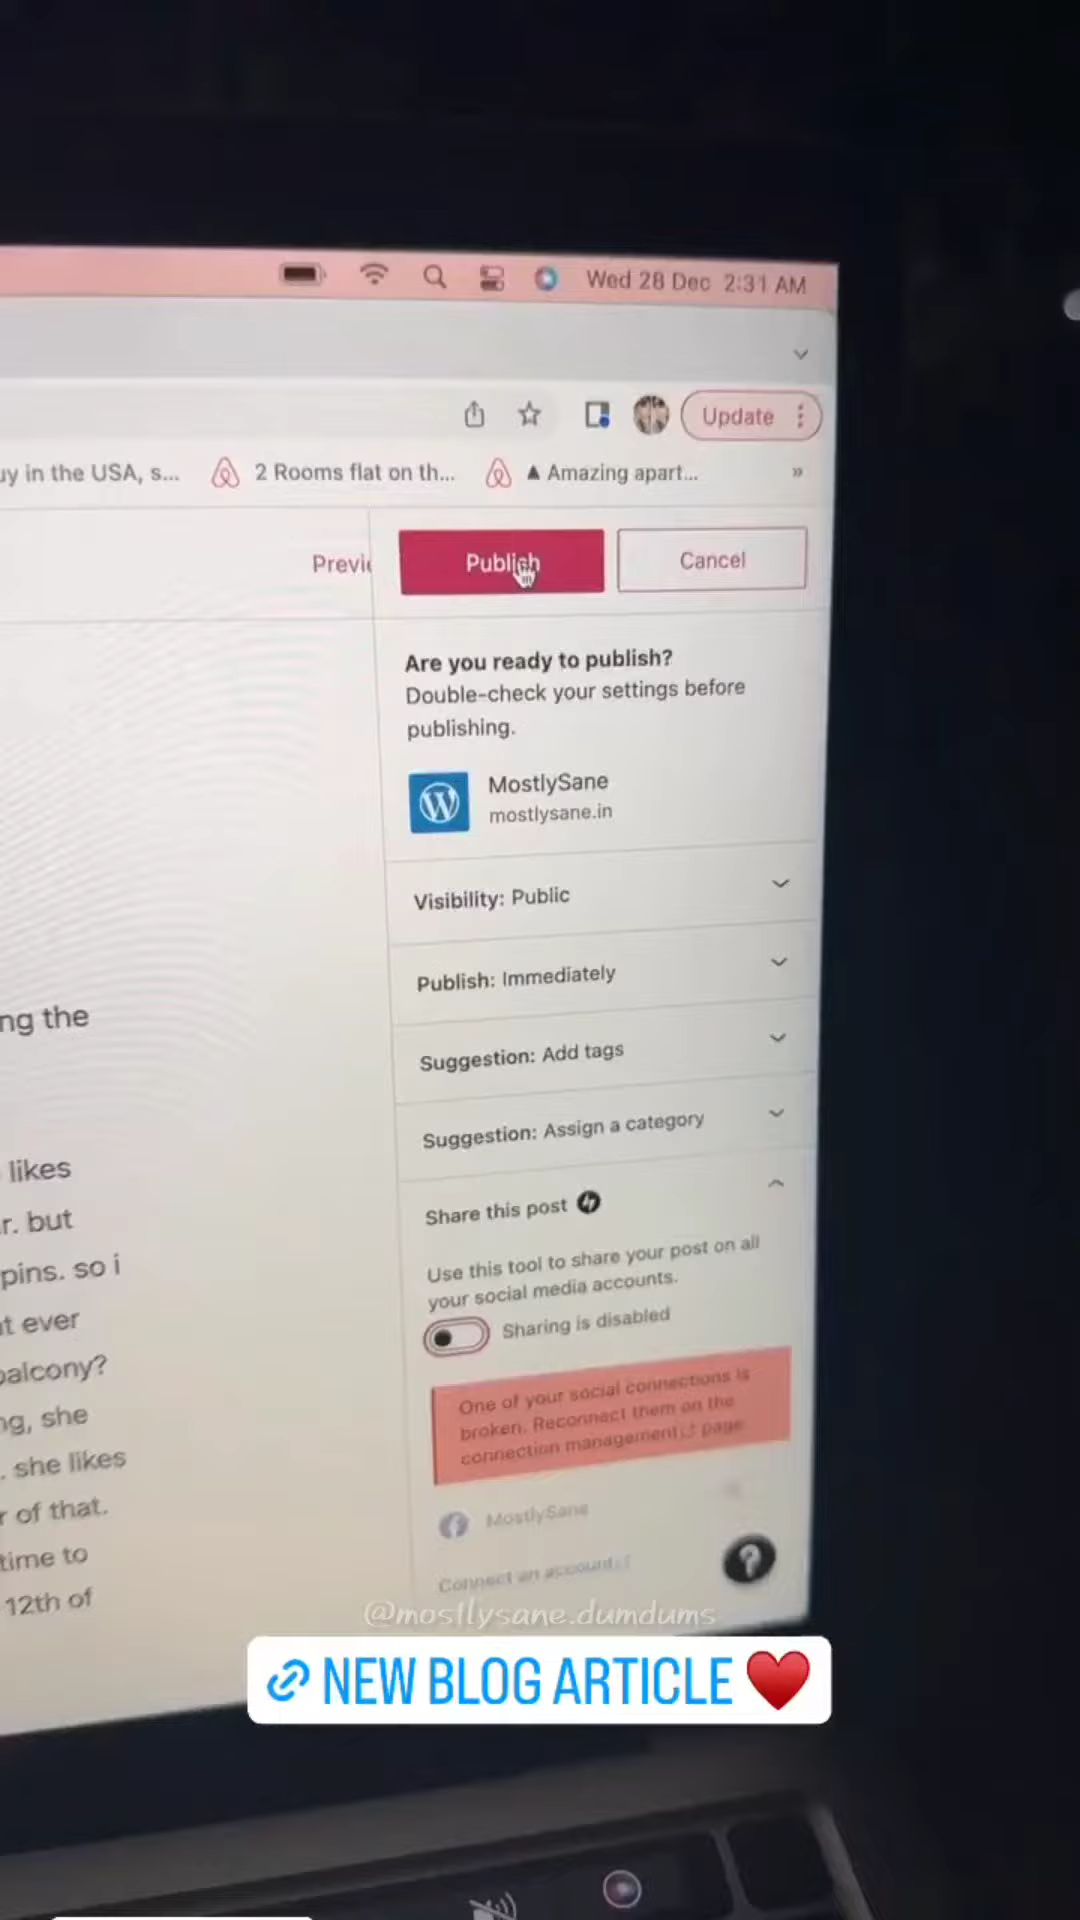 Wed 28 Dec 2:31 AM
Update
uy in the USA, s...
2 Rooms flat on th...
▲ Amazing apart...
»
Previ
Publish
Cancel
Are you ready to publish?
Double-check your settings before
publishing.
MostlySane
mostlysane.in
Visibility: Public
Publish: Immediately
Suggestion: Add tags
Suggestion: Assign a category
Share this post
Use this tool to share your post on all
your social media accounts.
Sharing is disabled
One of your social connections is
broken. Reconnect them on the
connection management page
MostlySane
Connect an account
ng the
likes
r. but
pins. so i
t ever
balcony?
ng, she
. she likes
r of that.
time to
12th of
@mostlysane.dumdums
NEW BLOG ARTICLE